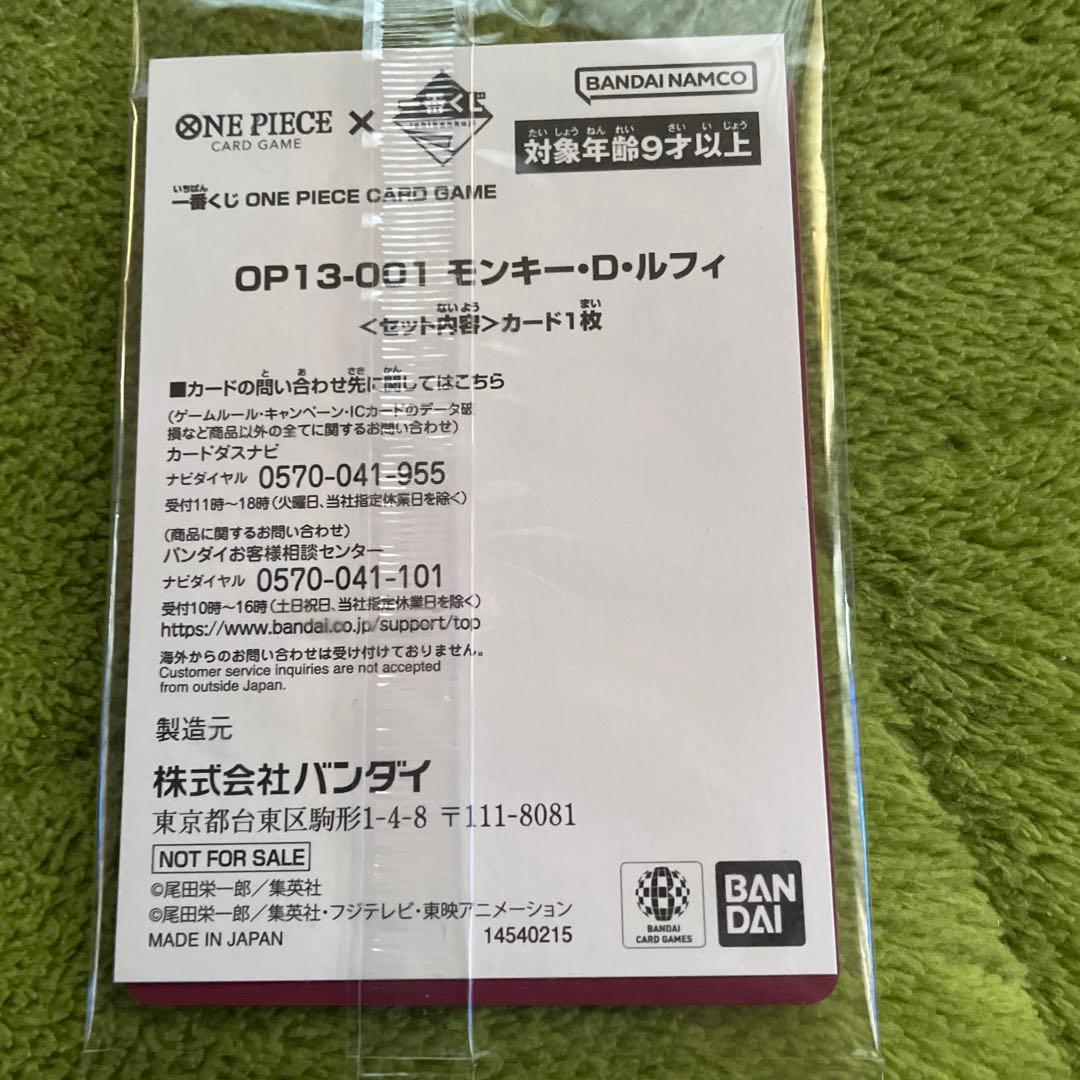 ONE PIECE
CARD GAME
×
一番くじ
ichibankuji
BANDAI NAMCO
たいしょうねんれい さいいじょう
対象年齢9才以上
いちばん
一番くじ ONE PIECE CARD GAME
OP13-001 モンキー・D・ルフィ
ないよう まい
<セット内容>カード1枚
と あ さき かん
■カードの問い合わせ先に関してはこちら
(ゲームルール・キャンペーン・ICカードのデータ破
損など商品以外の全てに関するお問い合わせ)
カードダスナビ
ナビダイヤル 0570-041-955
受付11時〜18時(火曜日、当社指定休業日を除く)
(商品に関するお問い合わせ)
バンダイお客様相談センター
ナビダイヤル 0570-041-101
受付10時〜16時(土日祝日、当社指定休業日を除く)
https://www.bandai.co.jp/support/top
海外からのお問い合わせは受け付けておりません。
Customer service inquiries are not accepted
from outside Japan.
製造元
株式会社バンダイ
東京都台東区駒形1-4-8 〒111-8081
NOT FOR SALE
©尾田栄一郎/集英社
©尾田栄一郎/集英社・フジテレビ・東映アニメーション
MADE IN JAPAN
14540215
BANDAI
CARD GAMES
BAN
DAI